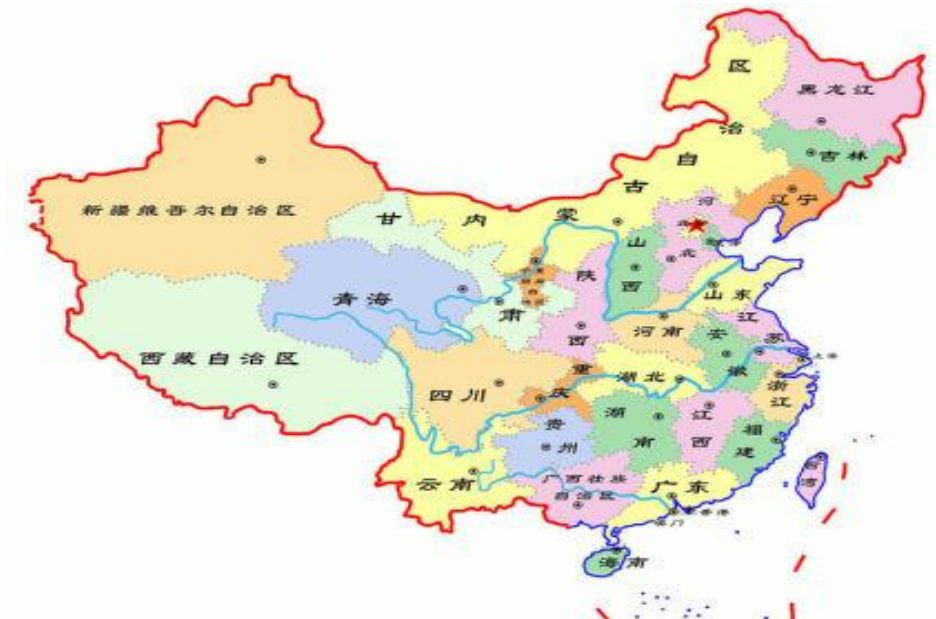 黑龙江
吉林
辽宁
内蒙古自治区
新疆维吾尔自治区
甘肃
青海
西藏自治区
河北
山西
陕西
山东
河南
江苏
安徽
上海
浙江
湖北
重庆
四川
湖南
江西
福建
贵州
云南
广西壮族
自治区
广东
香港
澳门
台湾
海南